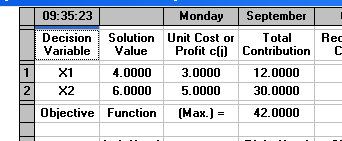 09:35:23 Monday September
Decision Solution Unit Cost or Total
Variable Value Profit c(j) Contribution
1 X1 4.0000 3.0000 12.0000
2 X2 6.0000 5.0000 30.0000
Objective Function (Max.) = 42.0000